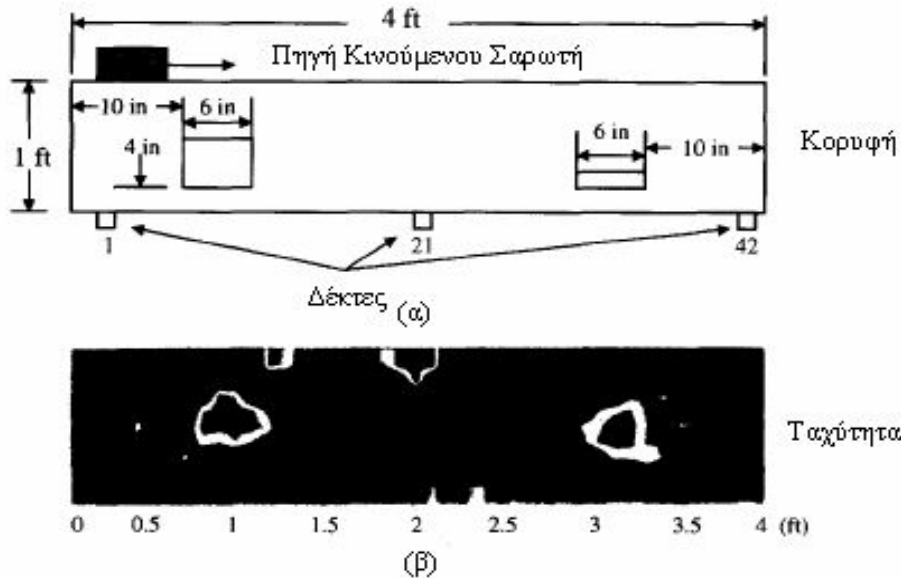 4 ft
Πηγή Κινούμενου Σαρωτή
10 in
6 in
4 in
1 ft
6 in
10 in
Κορυφή
1
21
42
Δέκτες
(α)
Ταχύτητα
0 0.5 1 1.5 2 2.5 3 3.5 4 (ft)
(β)